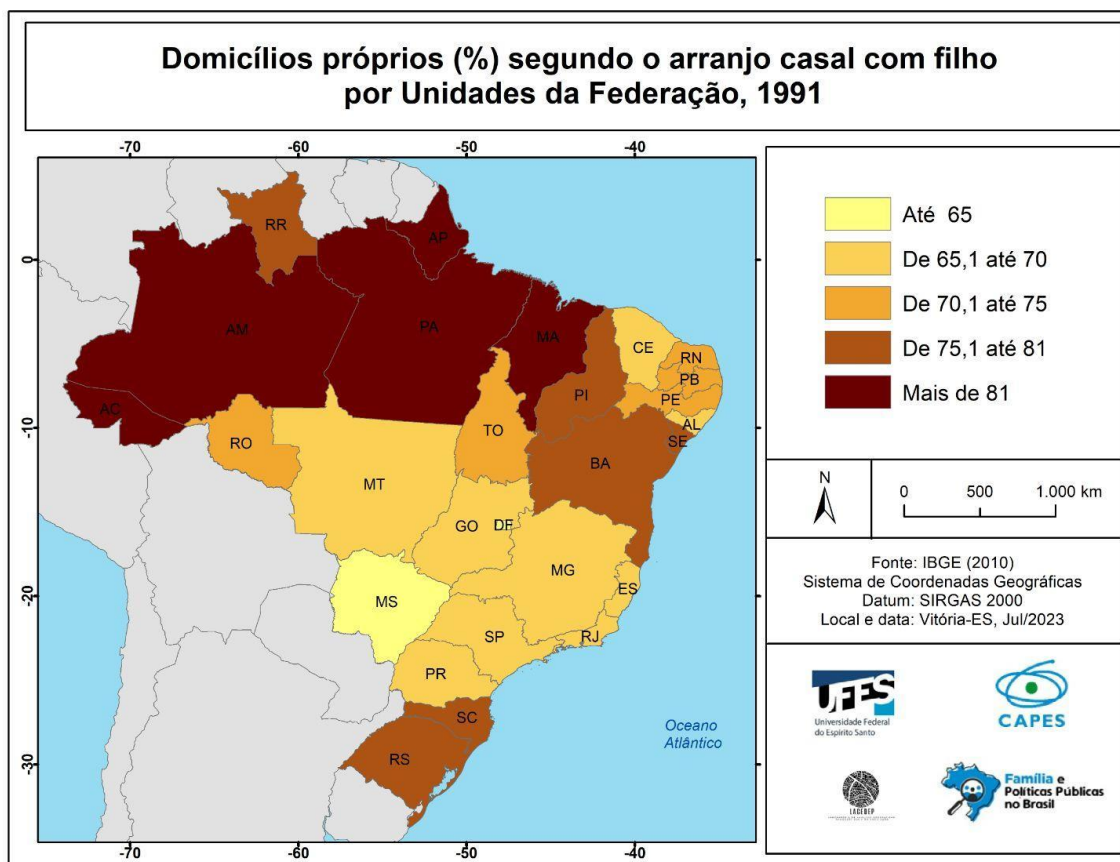 Domicílios próprios (%) segundo o arranjo casal com filho
por Unidades da Federação, 1991
-70
-60
-50
-40
0
-10
-20
-30
RR
AP
AM
PA
MA
CE
RN
PB
PE
AL
SE
PI
AC
RO
TO
BA
MT
GO
DF
MG
ES
MS
SP
RJ
PR
SC
RS
Oceano
Atlântico
-70
-60
-50
-40
Até 65
De 65,1 até 70
De 70,1 até 75
De 75,1 até 81
Mais de 81
N
0 500 1.000 km
Fonte: IBGE (2010)
Sistema de Coordenadas Geográficas
Datum: SIRGAS 2000
Local e data: Vitória-ES, Jul/2023
UFES
Universidade Federal
do Espírito Santo
CAPES
LAGEDEP
Família e
Políticas Públicas
no Brasil